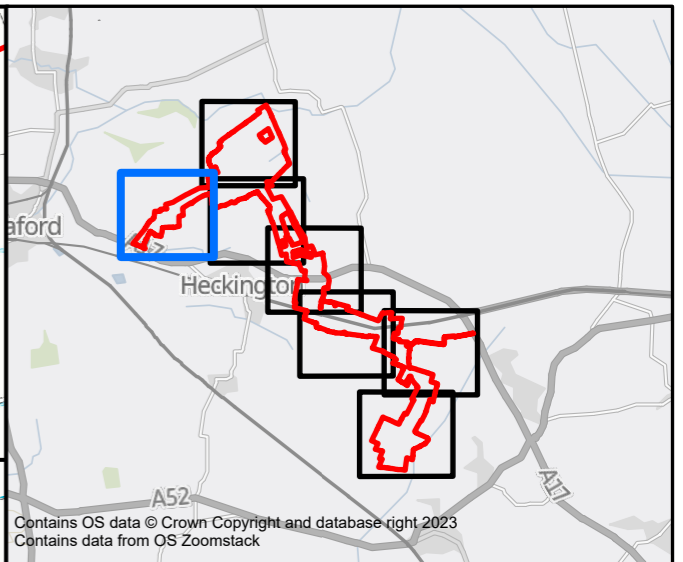 aford
Heckington
A52
A17
Contains OS data © Crown Copyright and database right 2023
Contains data from OS Zoomstack